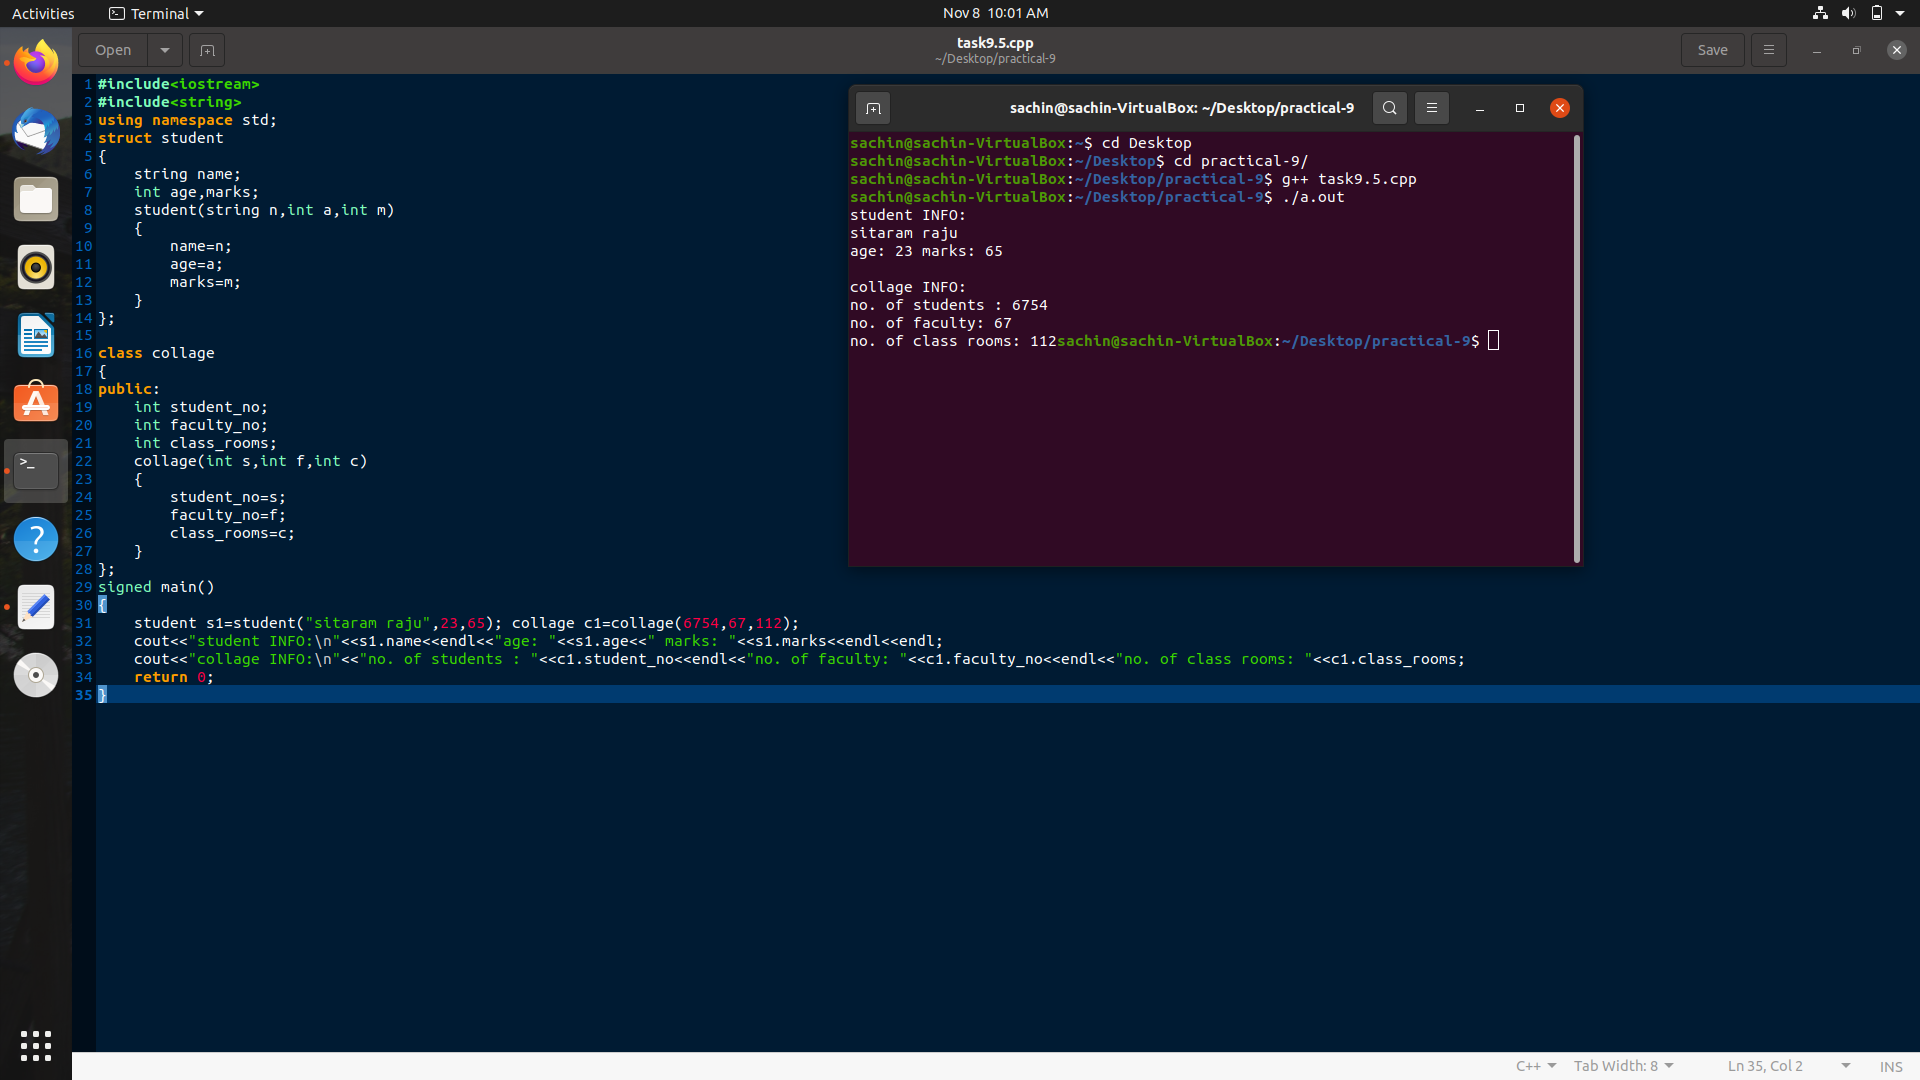 Activities
Terminal
Nov 8 10:01 AM
Open
task9.5.cpp
~/Desktop/practical-9
Save
1 #include<iostream>
2 #include<string>
3 using namespace std;
4 struct student
5 {
6     string name;
7     int age,marks;
8     student(string n,int a,int m)
9     {
10         name=n;
11         age=a;
12         marks=m;
13     }
14 };
15
16 class collage
17 {
18 public:
19     int student_no;
20     int faculty_no;
21     int class_rooms;
22     collage(int s,int f,int c)
23     {
24         student_no=s;
25         faculty_no=f;
26         class_rooms=c;
27     }
28 };
29 signed main()
30 {
31     student s1=student("sitaram raju",23,65); collage c1=collage(6754,67,112);
32     cout<<"student INFO:\n"<<s1.name<<endl<<"age: "<<s1.age<<" marks: "<<s1.marks<<endl<<endl;
33     cout<<"collage INFO:\n"<<"no. of students : "<<c1.student_no<<endl<<"no. of faculty: "<<c1.faculty_no<<endl<<"no. of class rooms: "<<c1.class_rooms;
34     return 0;
35 }
sachin@sachin-VirtualBox: ~/Desktop/practical-9
sachin@sachin-VirtualBox:~$ cd Desktop
sachin@sachin-VirtualBox:~/Desktop$ cd practical-9/
sachin@sachin-VirtualBox:~/Desktop/practical-9$ g++ task9.5.cpp
sachin@sachin-VirtualBox:~/Desktop/practical-9$ ./a.out
student INFO:
sitaram raju
age: 23 marks: 65
collage INFO:
no. of students : 6754
no. of faculty: 67
no. of class rooms: 112sachin@sachin-VirtualBox:~/Desktop/practical-9$
C++
Tab Width: 8
Ln 35, Col 2
INS